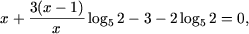 x + \frac{3(x-1)}{x} \log_5 2 - 3 - 2 \log_5 2 = 0,